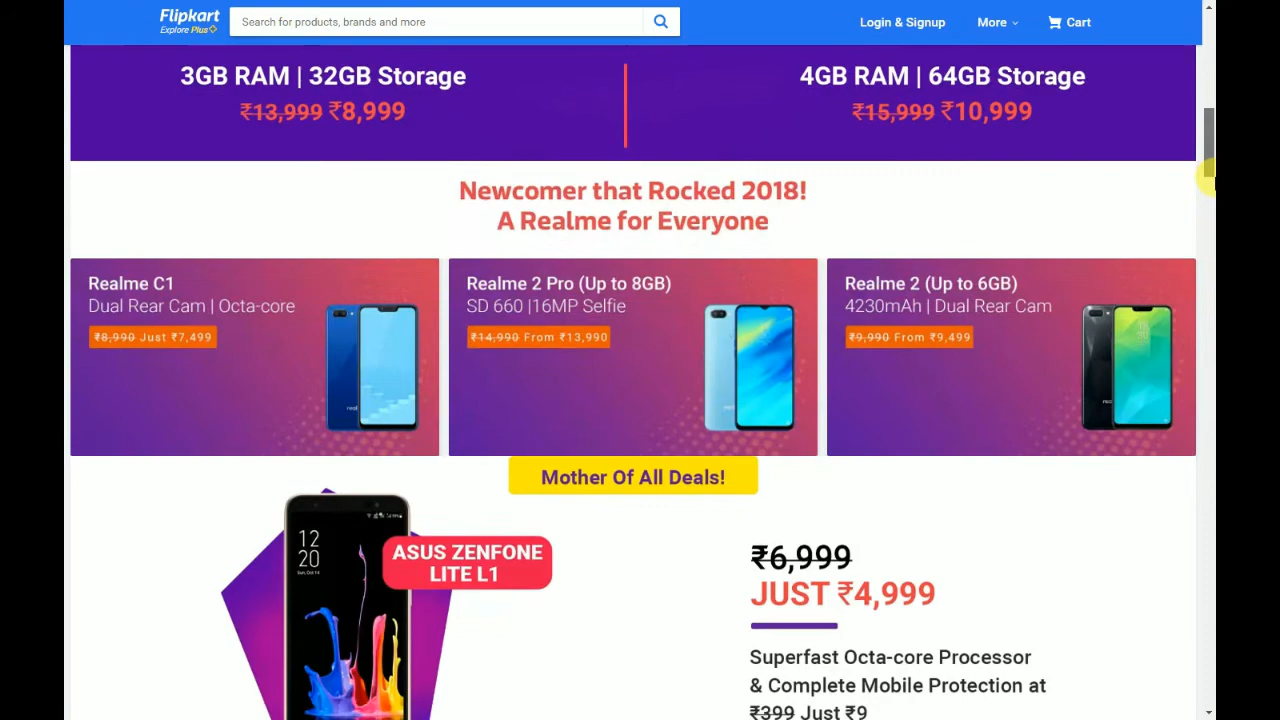 Flipkart
Explore Plus
Search for products, brands and more
Login & Signup
More
Cart
3GB RAM | 32GB Storage
₹13,999 ₹8,999
4GB RAM | 64GB Storage
₹15,999 ₹10,999
Newcomer that Rocked 2018!
A Realme for Everyone
Realme C1
Dual Rear Cam | Octa-core
₹8,990 Just ₹7,499
Realme 2 Pro (Up to 8GB)
SD 660 |16MP Selfie
₹14,990 From ₹13,990
Realme 2 (Up to 6GB)
4230mAh | Dual Rear Cam
₹9,990 From ₹9,499
Mother Of All Deals!
12
20
ASUS ZENFONE
LITE L1
₹6,999
JUST ₹4,999
Superfast Octa-core Processor
& Complete Mobile Protection at
₹399 Just ₹9